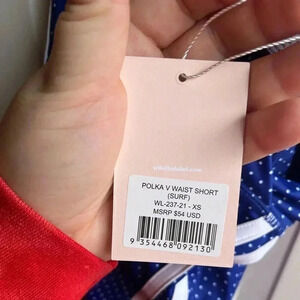 POLKA V WAIST SHORT
(SURF)
WL-237-21 - XS
MSRP $54 USD
9 354468 092130